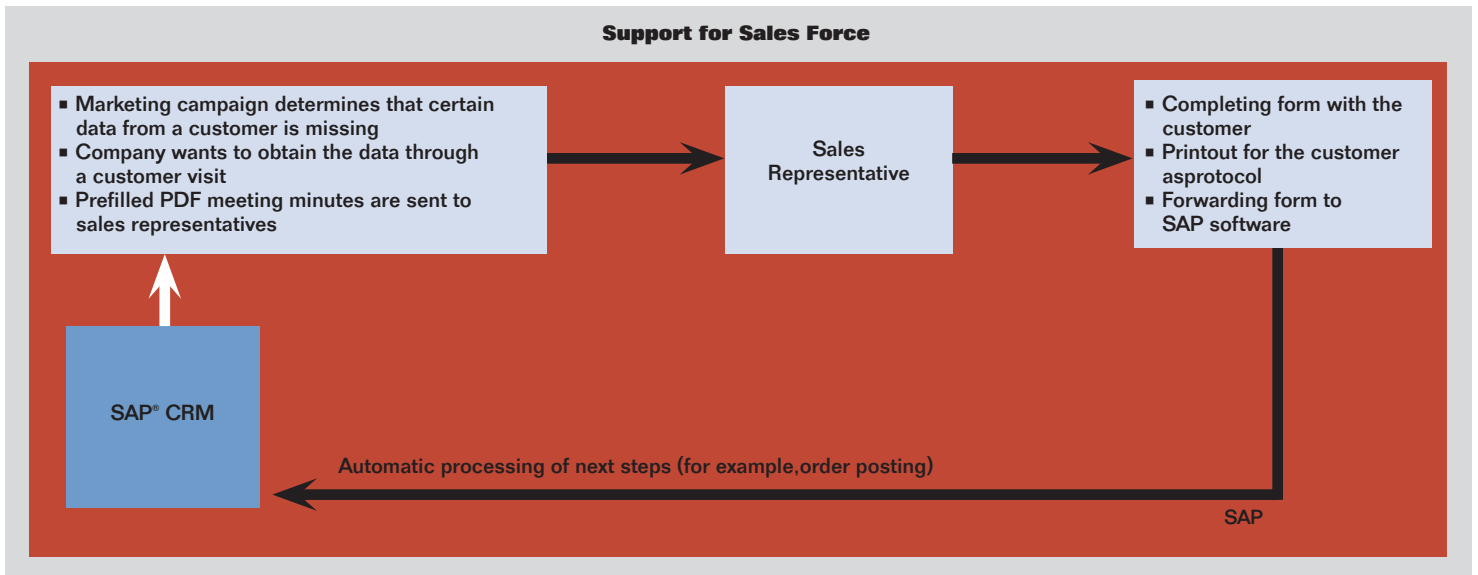 Support for Sales Force
▪ Marketing campaign determines that certain
data from a customer is missing
▪ Company wants to obtain the data through
a customer visit
▪ Prefilled PDF meeting minutes are sent to
sales representatives
Sales
Representative
▪ Completing form with the
customer
▪ Printout for the customer
asprotocol
▪ Forwarding form to
SAP software
SAP® CRM
Automatic processing of next steps (for example,order posting)
SAP